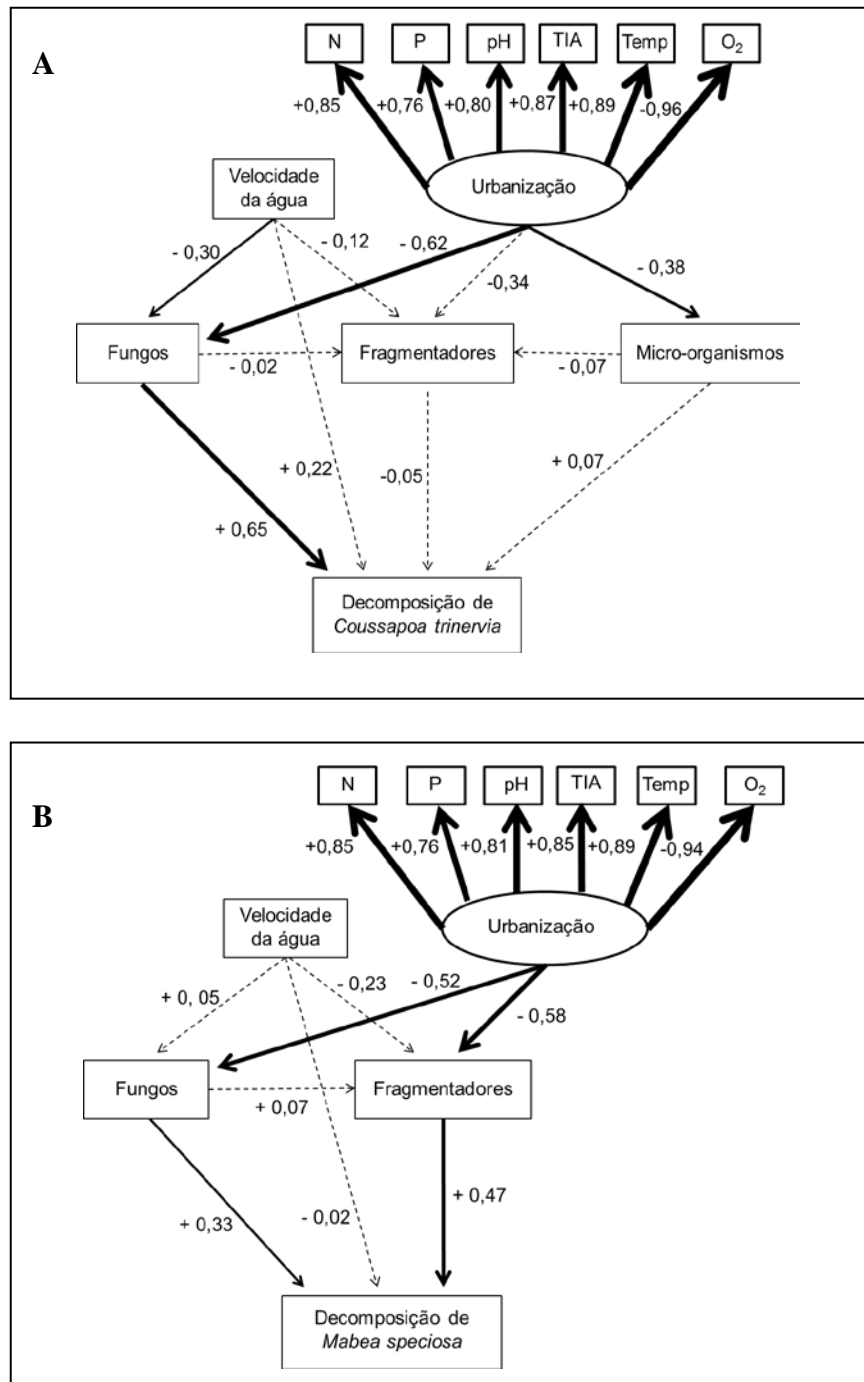 A
N P pH TIA Temp O2
+0,85 +0,76 +0,80 +0,87 +0,89 -0,96
Velocidade
da água
Urbanização
- 0,30 - 0,12 - 0,62 -0,34 - 0,38
Fungos Fragmentadores Micro-organismos
- 0,02 - 0,07
+ 0,65 + 0,22 -0,05 + 0,07
Decomposição de
Coussapoa trinervia
B
N P pH TIA Temp O2
+0,85 +0,76 +0,81 +0,85 +0,89 -0,94
Velocidade
da água
Urbanização
+ 0, 05 - 0,23 - 0,52 - 0,58
Fungos Fragmentadores
+ 0,07
+ 0,33 - 0,02 + 0,47
Decomposição de
Mabea speciosa